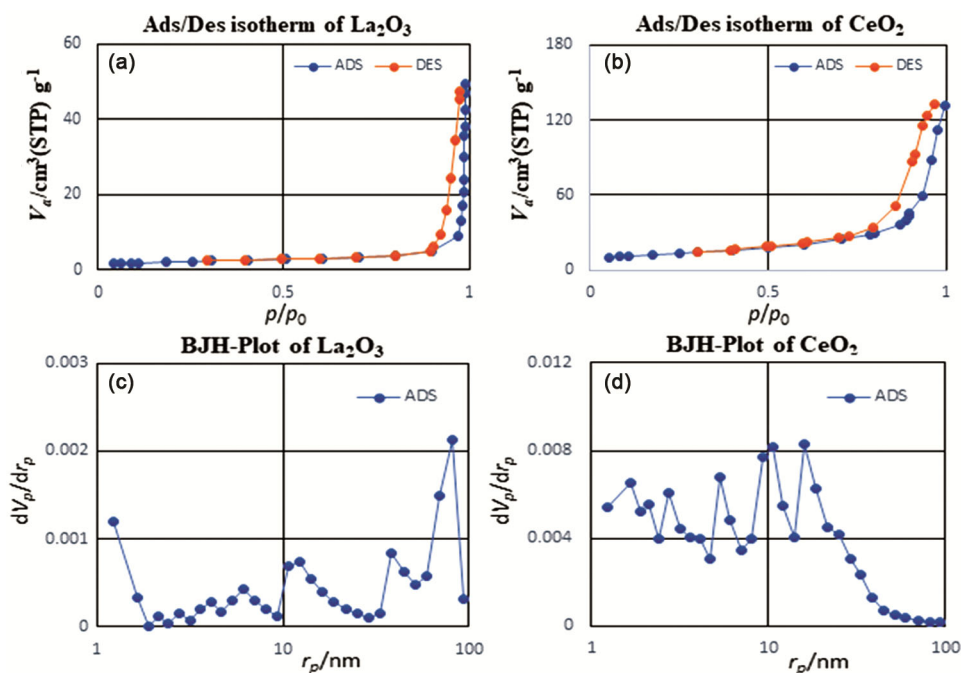 Ads/Des isotherm of La₂O₃
(a)
ADS DES
60
40
20
0
Vₐ/cm³(STP) g⁻¹
0 0.5 1
p/p₀
Ads/Des isotherm of CeO₂
(b)
ADS DES
180
120
60
0
Vₐ/cm³(STP) g⁻¹
0 0.5 1
p/p₀
BJH-Plot of La₂O₃
(c)
ADS
0.003
0.002
0.001
0
dVₚ/drₚ
1 10 100
rₚ/nm
BJH-Plot of CeO₂
(d)
ADS
0.012
0.008
0.004
0
dVₚ/drₚ
1 10 100
rₚ/nm